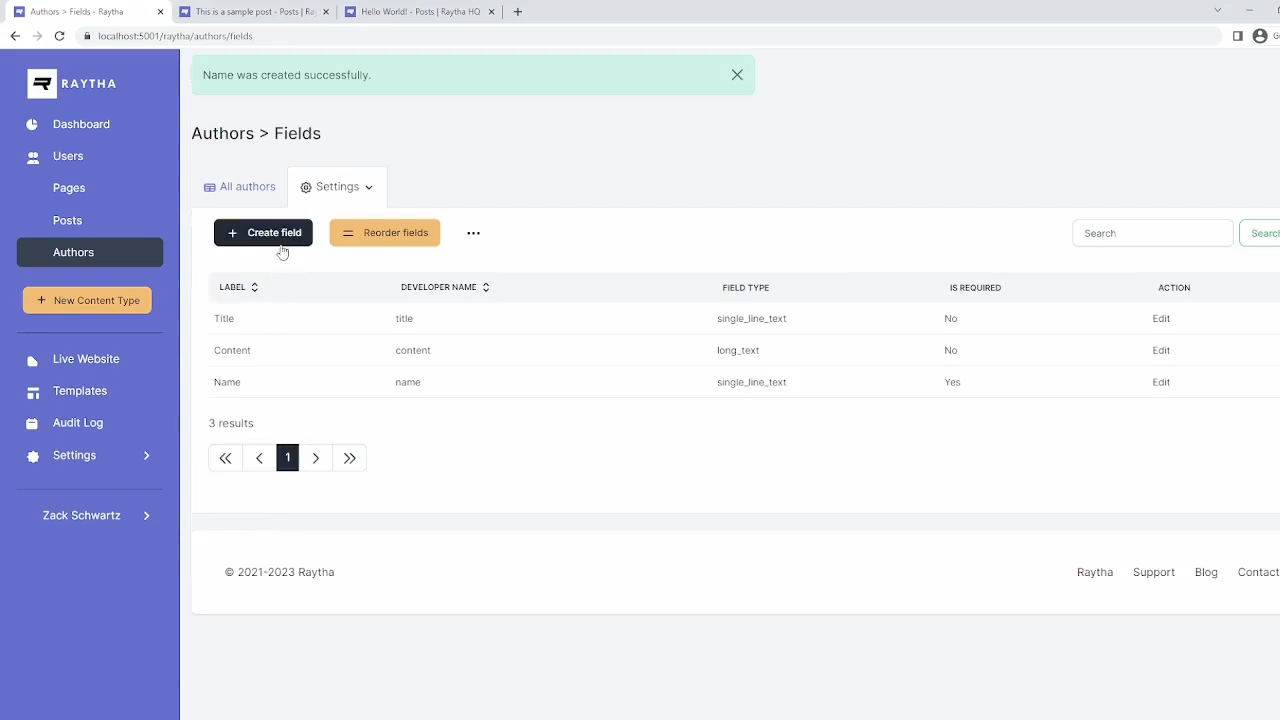 Authors > Fields - Raytha
This is a sample post - Posts | Ra
Hello World! - Posts | Raytha HQ
localhost:5001/raytha/authors/fields
RAYTHA
Dashboard
Users
Pages
Posts
Authors
New Content Type
Live Website
Templates
Audit Log
Settings
Zack Schwartz
Name was created successfully.
Authors > Fields
All authors
Settings
Create field
Reorder fields
Search
Search
LABEL DEVELOPER NAME FIELD TYPE IS REQUIRED ACTION
Title title single_line_text No Edit
Content content long_text No Edit
Name name single_line_text Yes Edit
3 results
1
© 2021-2023 Raytha
Raytha Support Blog Contact